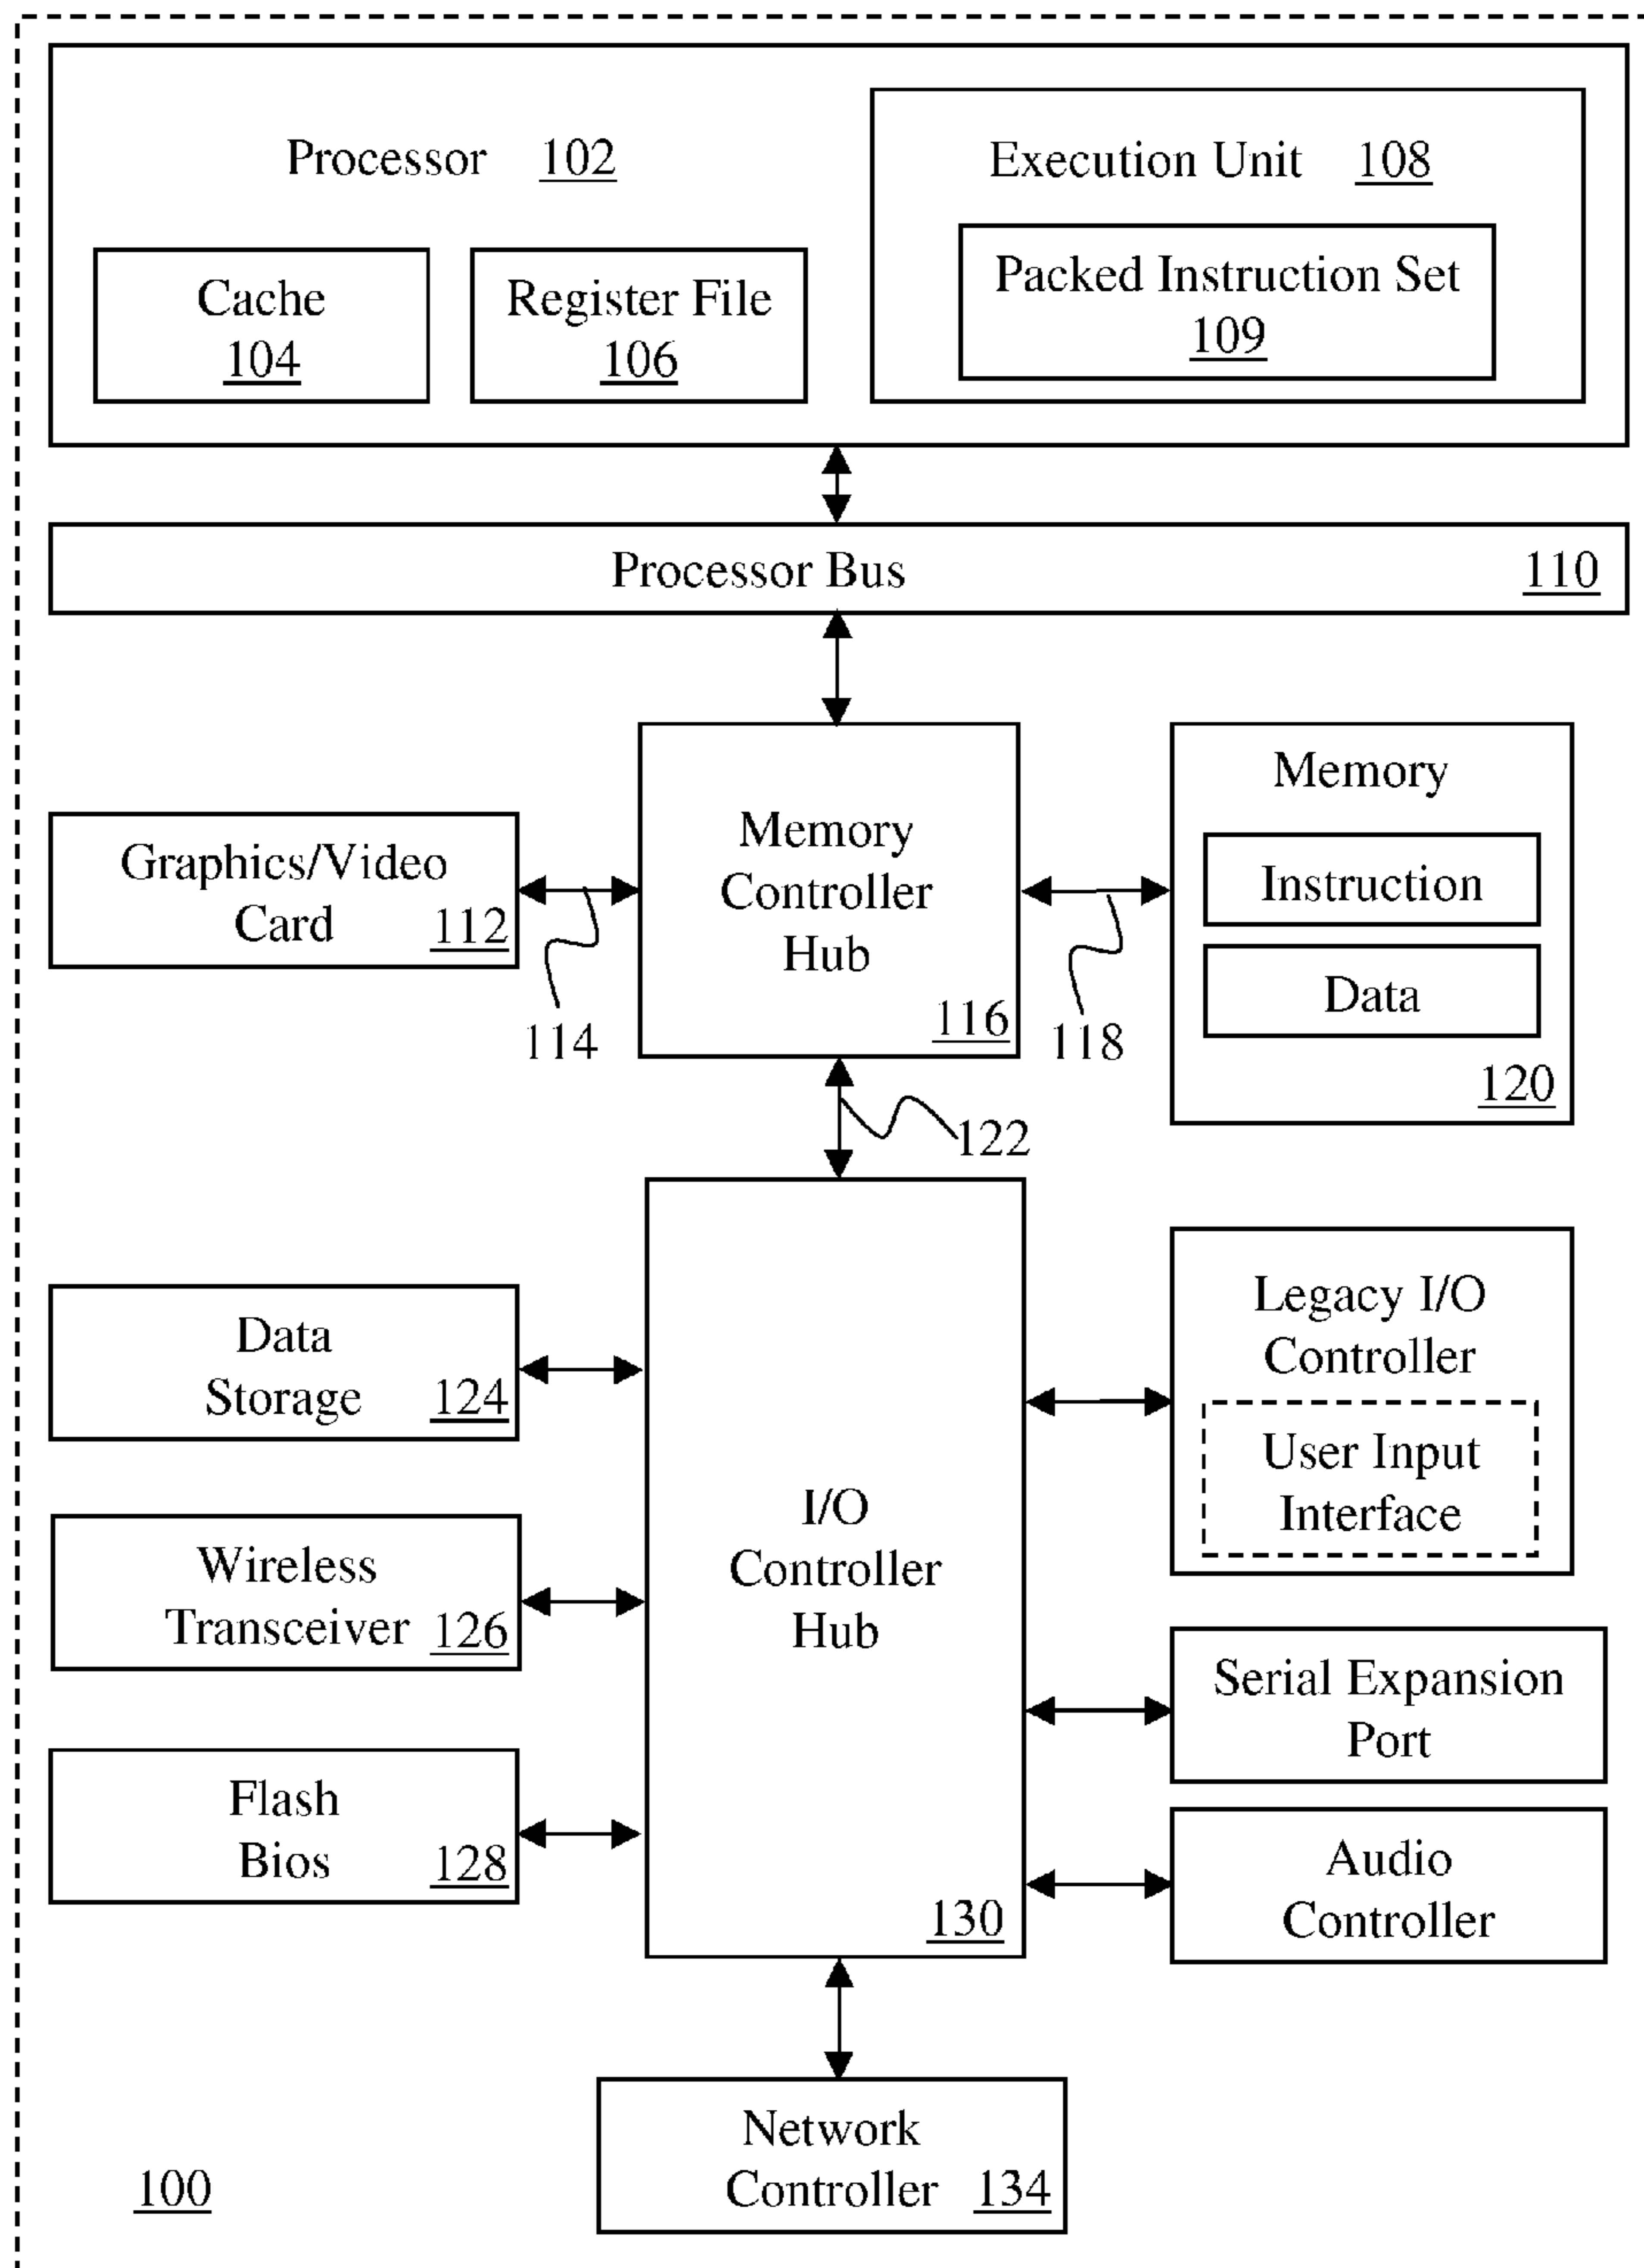 Processor 102
Execution Unit 108
Cache
104
Register File
106
Packed Instruction Set
109
Processor Bus 110
Graphics/Video
Card 112
114
Memory
Controller
Hub
116
118
Memory
Instruction
Data
120
122
Data
Storage 124
Wireless
Transceiver 126
Flash
Bios 128
I/O
Controller
Hub
130
Legacy I/O
Controller
User Input
Interface
Serial Expansion
Port
Audio
Controller
Network
Controller 134
100